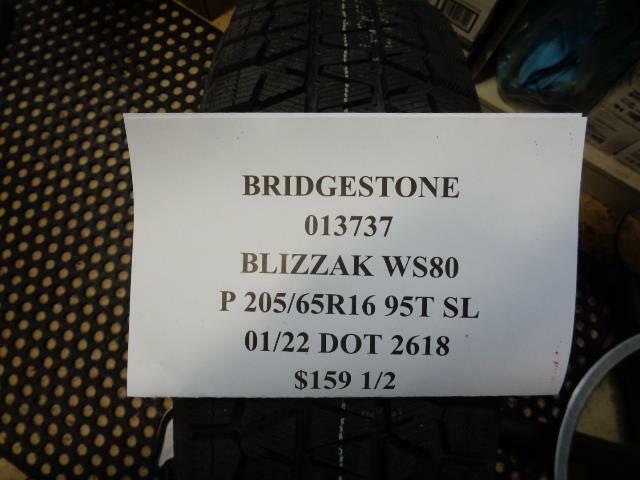 BRIDGESTONE
013737
BLIZZAK WS80
P 205/65R16 95T SL
01/22 DOT 2618
$159 1/2